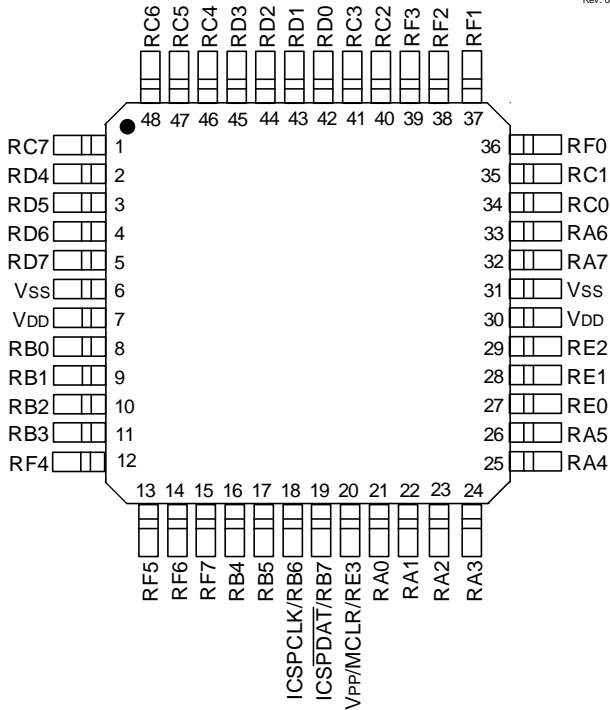 RC6 RC5 RC4 RD3 RD2 RD1 RD0 RC3 RC2 RF3 RF2 RF1
48 47 46 45 44 43 42 41 40 39 38 37
RC7 1 36 RF0
RD4 2 35 RC1
RD5 3 34 RC0
RD6 4 33 RA6
RD7 5 32 RA7
VSS 6 31 VSS
VDD 7 30 VDD
RB0 8 29 RE2
RB1 9 28 RE1
RB2 10 27 RE0
RB3 11 26 RA5
RF4 12 25 RA4
13 14 15 16 17 18 19 20 21 22 23 24
RF5 RF6 RF7 RB4 RB5 ICSPCLK/RB6 ICSPDAT/RB7 VPP/MCLR/RE3 RA0 RA1 RA2 RA3